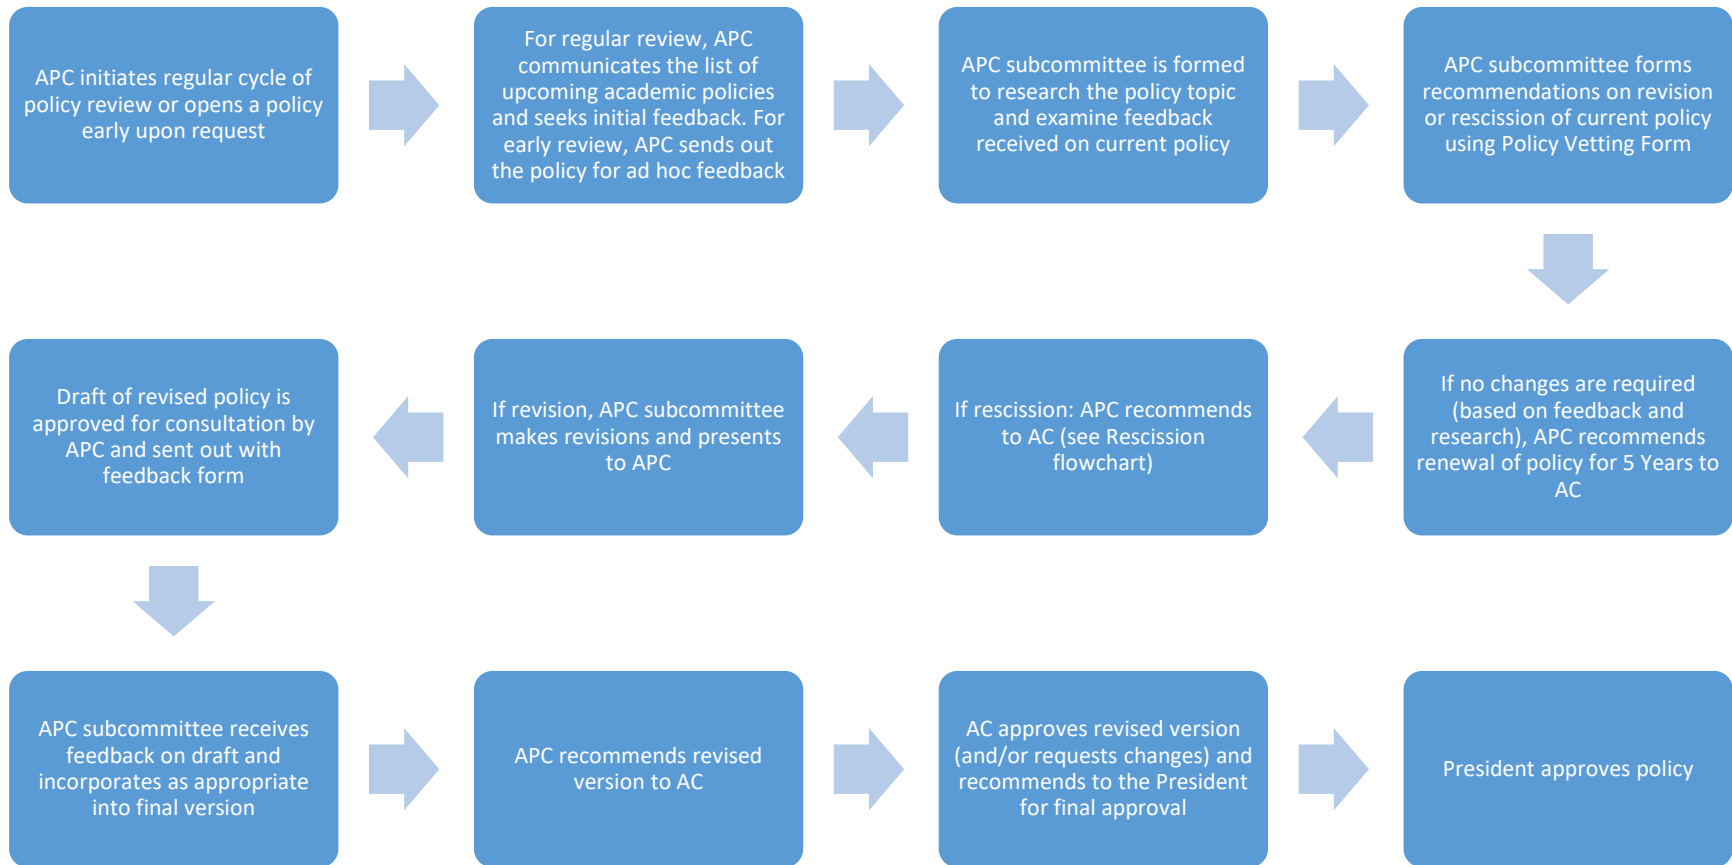 APC initiates regular cycle of
policy review or opens a policy
early upon request
For regular review, APC
communicates the list of
upcoming academic policies
and seeks initial feedback. For
early review, APC sends out
the policy for ad hoc feedback
APC subcommittee is formed
to research the policy topic
and examine feedback
received on current policy
APC subcommittee forms
recommendations on revision
or rescission of current policy
using Policy Vetting Form
If no changes are required
(based on feedback and
research), APC recommends
renewal of policy for 5 Years to
AC
If rescission: APC recommends
to AC (see Rescission
flowchart)
If revision, APC subcommittee
makes revisions and presents
to APC
Draft of revised policy is
approved for consultation by
APC and sent out with
feedback form
APC subcommittee receives
feedback on draft and
incorporates as appropriate
into final version
APC recommends revised
version to AC
AC approves revised version
(and/or requests changes) and
recommends to the President
for final approval
President approves policy